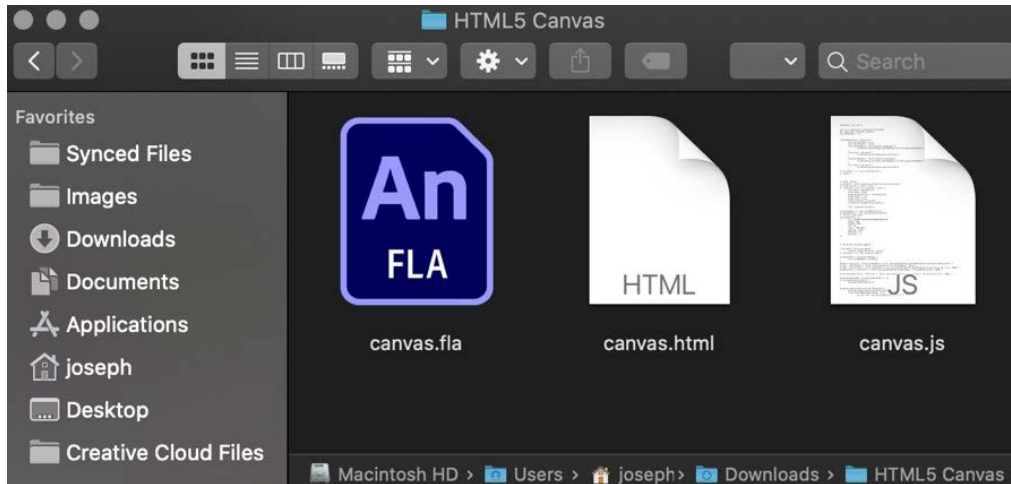 HTML5 Canvas
Search
Favorites
Synced Files
Images
Downloads
Documents
Applications
joseph
Desktop
Creative Cloud Files
An
FLA
HTML
JS
canvas.fla
canvas.html
canvas.js
Macintosh HD › Users › joseph › Downloads › HTML5 Canvas